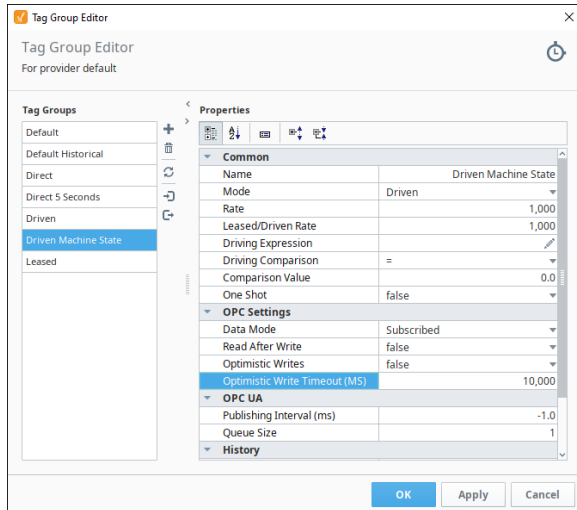 Tag Group Editor
Tag Group Editor
For provider default
Tag Groups
Default
Default Historical
Direct
Direct 5 Seconds
Driven
Driven Machine State
Leased
Properties
Common
Name Driven Machine State
Mode Driven
Rate 1,000
Leased/Driven Rate 1,000
Driving Expression
Driving Comparison =
Comparison Value 0.0
One Shot false
OPC Settings
Data Mode Subscribed
Read After Write false
Optimistic Writes false
Optimistic Write Timeout (MS) 10,000
OPC UA
Publishing Interval (ms) -1.0
Queue Size 1
History
OK Apply Cancel